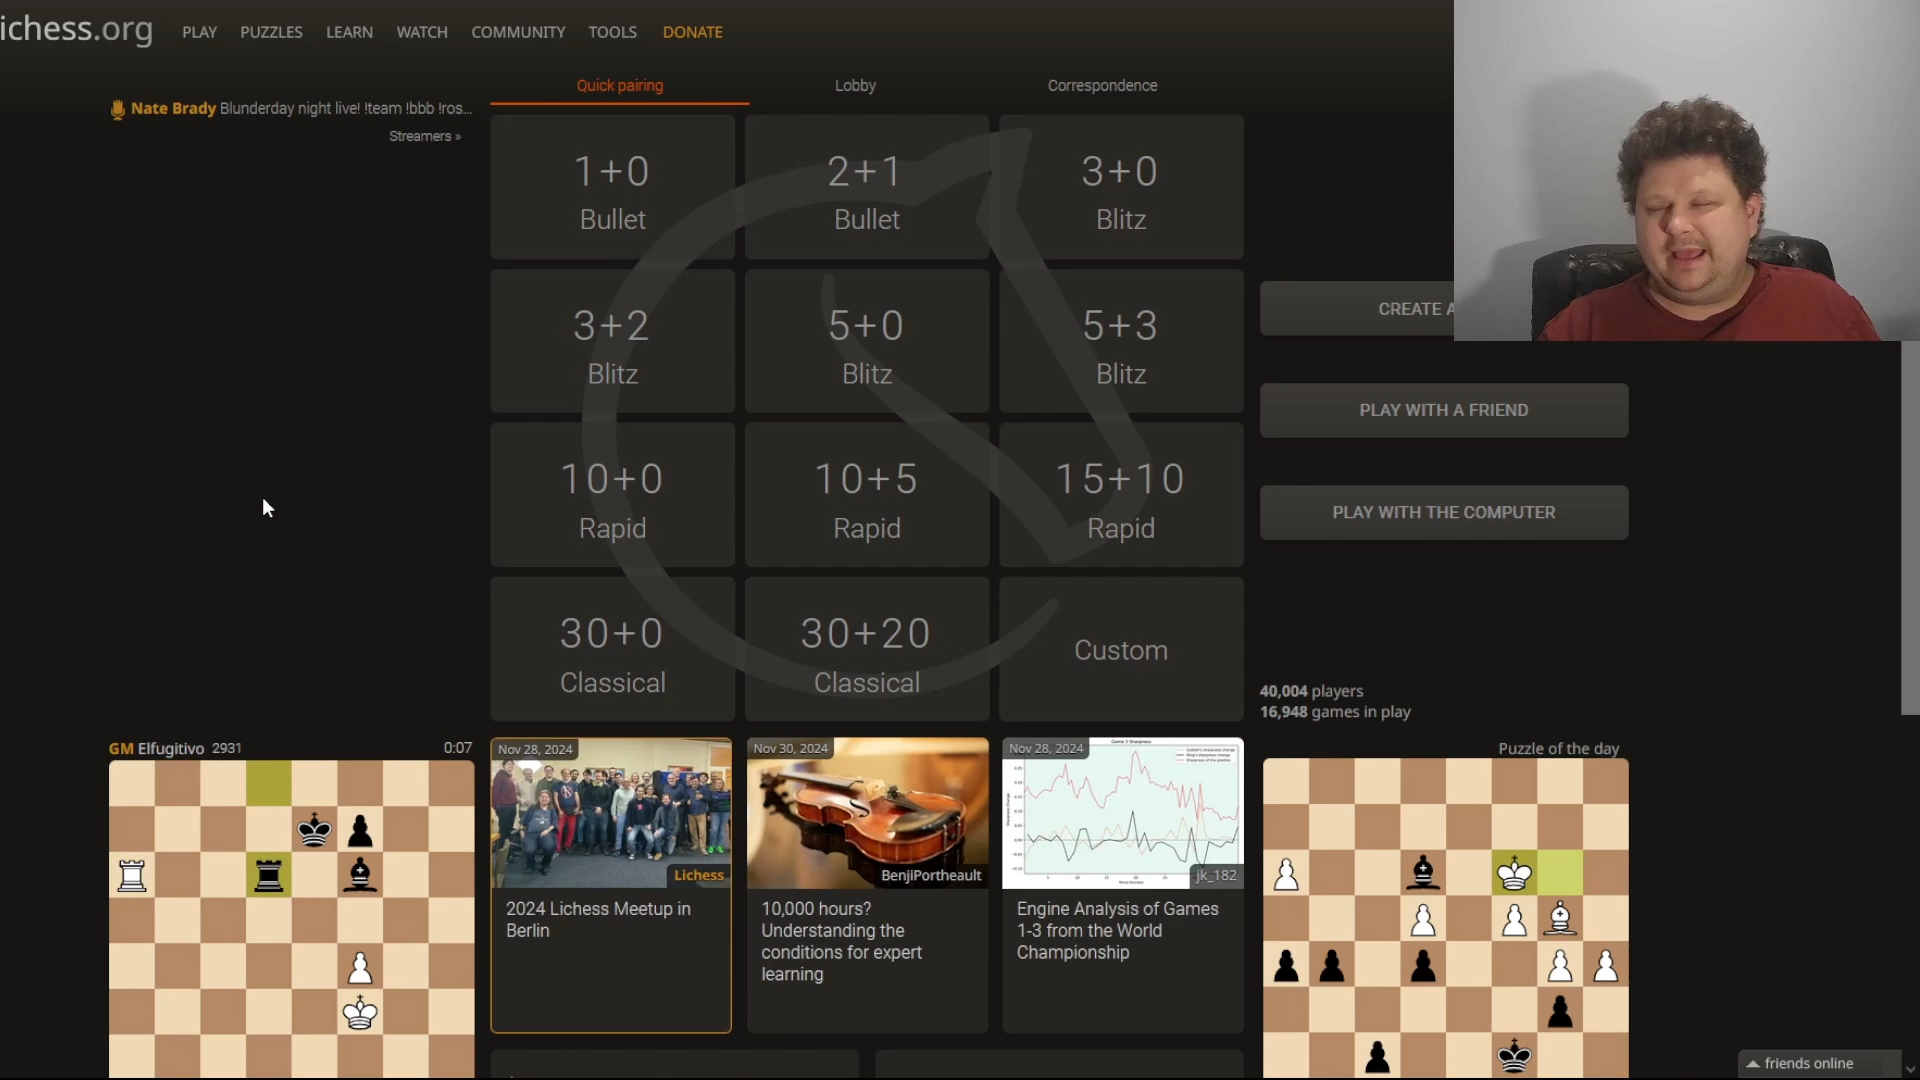 ichess.org
PLAY
PUZZLES
LEARN
WATCH
COMMUNITY
TOOLS
DONATE
Nate Brady Blunderday night live! !team !bbb !ros...
Streamers »
Quick pairing
Lobby
Correspondence
1+0
Bullet
2+1
Bullet
3+0
Blitz
3+2
Blitz
5+0
Blitz
5+3
Blitz
10+0
Rapid
10+5
Rapid
15+10
Rapid
30+0
Classical
30+20
Classical
Custom
CREATE A
PLAY WITH A FRIEND
PLAY WITH THE COMPUTER
40,004 players
16,948 games in play
GM Elfugitivo 2931
0:07
Nov 28, 2024
Lichess
2024 Lichess Meetup in
Berlin
Nov 30, 2024
BenjiPortheault
10,000 hours?
Understanding the
conditions for expert
learning
Nov 28, 2024
jk_182
Engine Analysis of Games
1-3 from the World
Championship
Puzzle of the day
friends online